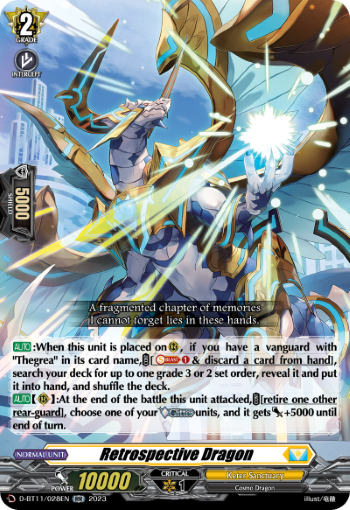 2
GRADE
INTERCEPT
5000
SHIELD
A fragmented chapter of memories
I cannot forget lies in these hands.
AUTO:When this unit is placed on , if you have a vanguard with
"Thegrea" in its card name, [ BLAST 1 & discard a card from hand],
search your deck for up to one grade 3 or 2 set order, reveal it and put
it into hand, and shuffle the deck.
AUTO【 】:At the end of the battle this unit attacked, [retire one other
rear-guard], choose one of your units, and it gets +5000 until
end of turn.
NORMAL UNIT
Retrospective Dragon
POWER 10000
CRITICAL
1
Keter Sanctuary
Cosmo Dragon
D-BT11/028EN RR 2023
illust/竜徹